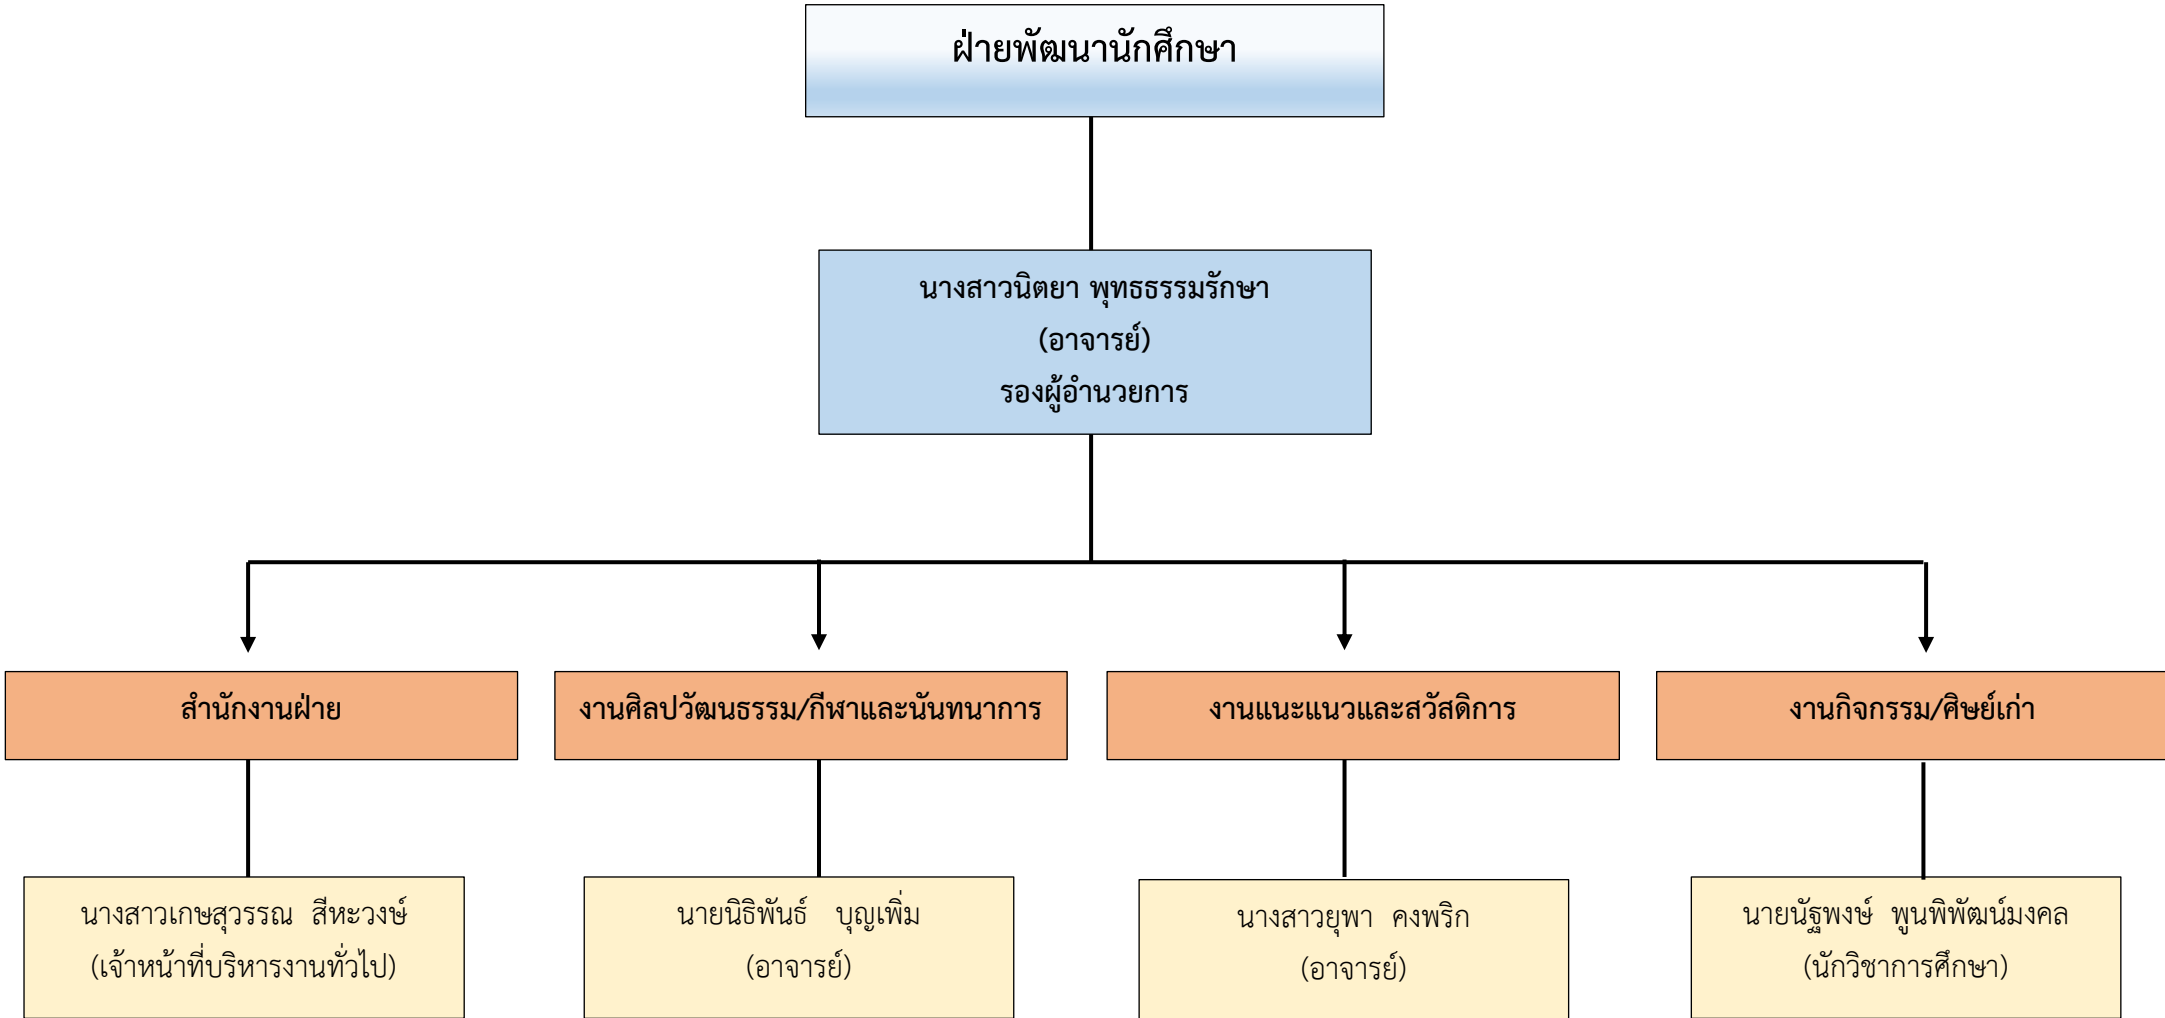 ฝ่ายพัฒนานักศึกษา
นางสาวนิตยา พุทธธรรมรักษา
(อาจารย์)
รองผู้อำนวยการ
สำนักงานฝ่าย
งานศิลปวัฒนธรรม/กีฬาและนันทนาการ
งานแนะแนวและสวัสดิการ
งานกิจกรรม/ศิษย์เก่า
นางสาวเกษสุวรรณ สีหะวงษ์
(เจ้าหน้าที่บริหารงานทั่วไป)
นายนิธิพันธ์ บุญเพิ่ม
(อาจารย์)
นางสาวยุพา คงพริก
(อาจารย์)
นายนัฐพงษ์ พูนพิพัฒน์มงคล
(นักวิชาการศึกษา)